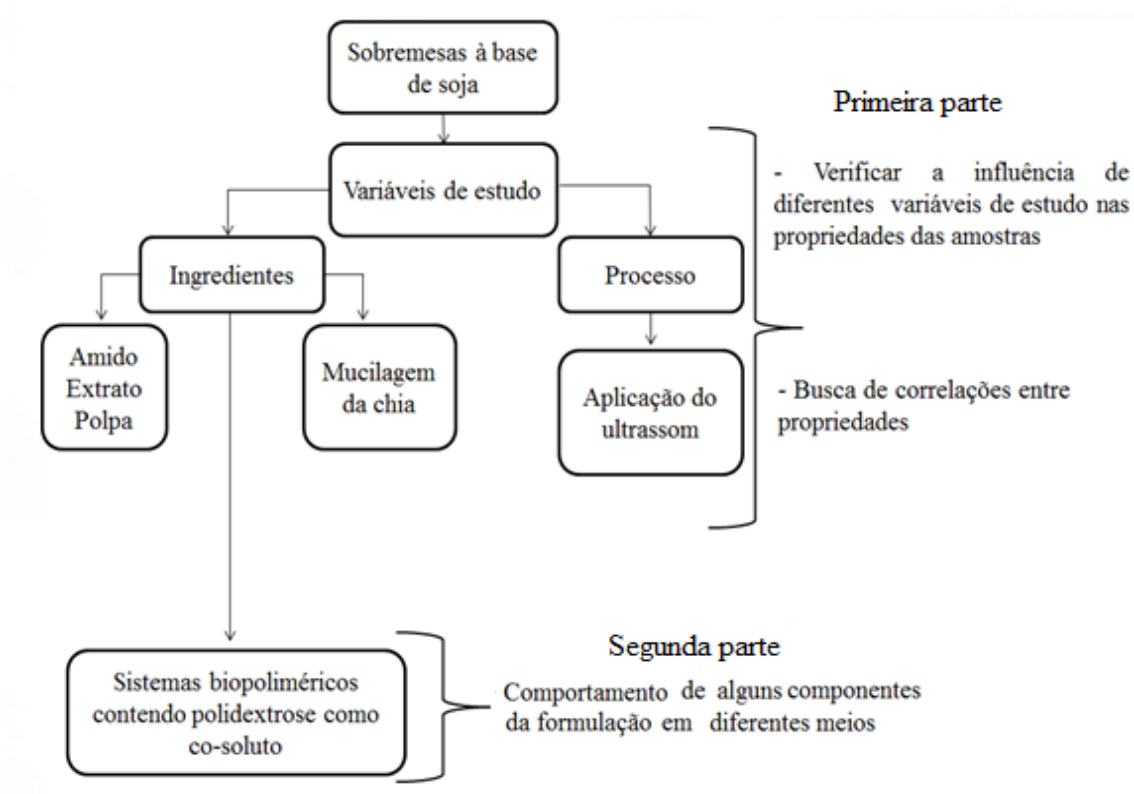 Sobremesas à base
de soja
Primeira parte
Variáveis de estudo
- Verificar a influência de
diferentes variáveis de estudo nas
propriedades das amostras
Ingredientes
Processo
Amido
Extrato
Polpa
Mucilagem
da chia
Aplicação do
ultrassom
- Busca de correlações entre
propriedades
Segunda parte
Sistemas biopoliméricos
contendo polidextrose como
co-soluto
Comportamento de alguns componentes
da formulação em diferentes meios